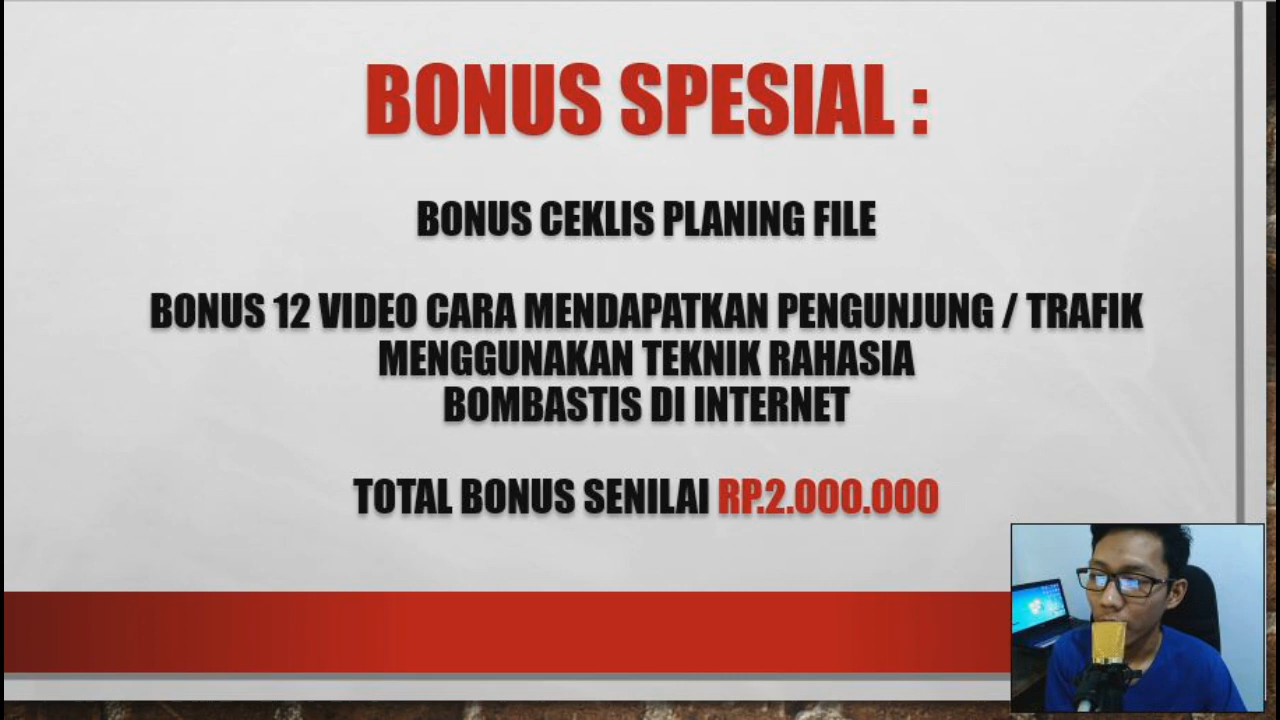 BONUS SPESIAL :
BONUS CEKLIS PLANING FILE
BONUS 12 VIDEO CARA MENDAPATKAN PENGUNJUNG / TRAFIK
MENGGUNAKAN TEKNIK RAHASIA
BOMBASTIS DI INTERNET
TOTAL BONUS SENILAI RP.2.000.000